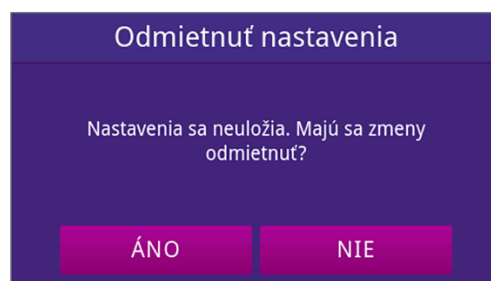 Odmietnuť nastavenia
Nastavenia sa neuložia. Majú sa zmeny
odmietnuť?
ÁNO
NIE